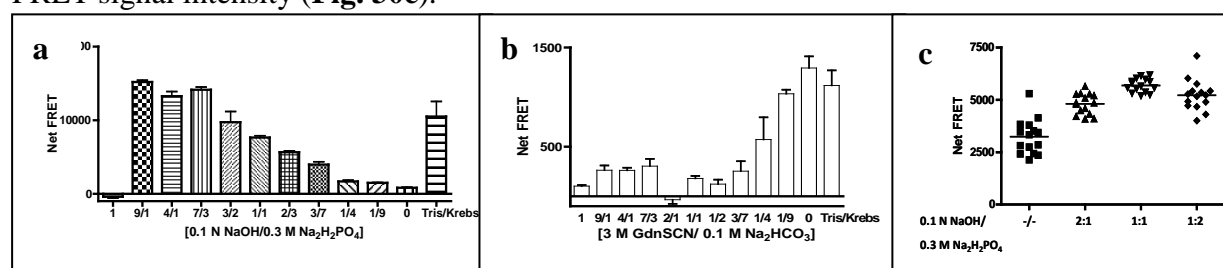 FRET signal intensity (Fig. 30c).
a
Net FRET
10000
0
1 9/1 4/1 7/3 3/2 1/1 2/3 3/7 1/4 1/9 0 Tris/Krebs
[0.1 N NaOH/0.3 M Na₂H₂PO₄]
b
Net FRET
1500
500
1 9/1 4/1 7/3 2/1 1/1 1/2 3/7 1/4 1/9 0 Tris/Krebs
[3 M GdnSCN/ 0.1 M Na₂HCO₃]
c
Net FRET
7500
5000
2500
0
0.1 N NaOH/ -/- 2:1 1:1 1:2
0.3 M Na₂H₂PO₄